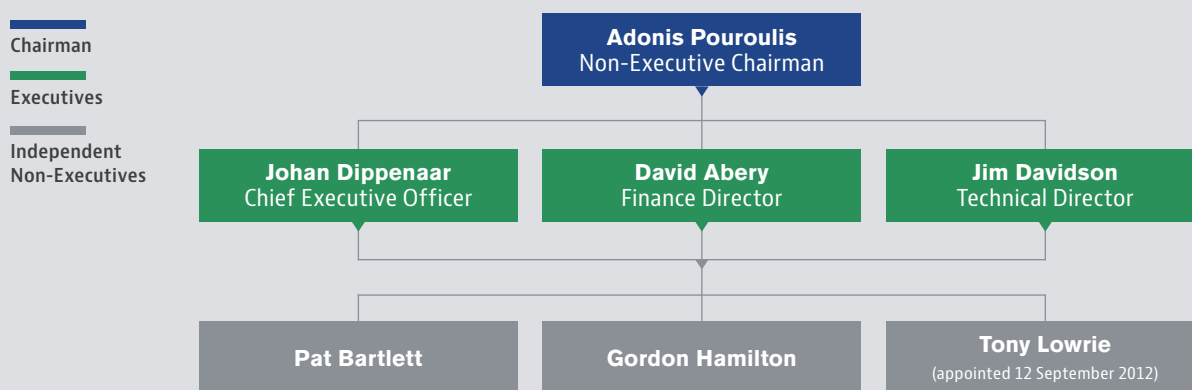 Chairman
Executives
Independent
Non-Executives
Adonis Pouroulis
Non-Executive Chairman
Johan Dippenaar
Chief Executive Officer
David Abery
Finance Director
Jim Davidson
Technical Director
Pat Bartlett
Gordon Hamilton
Tony Lowrie
(appointed 12 September 2012)